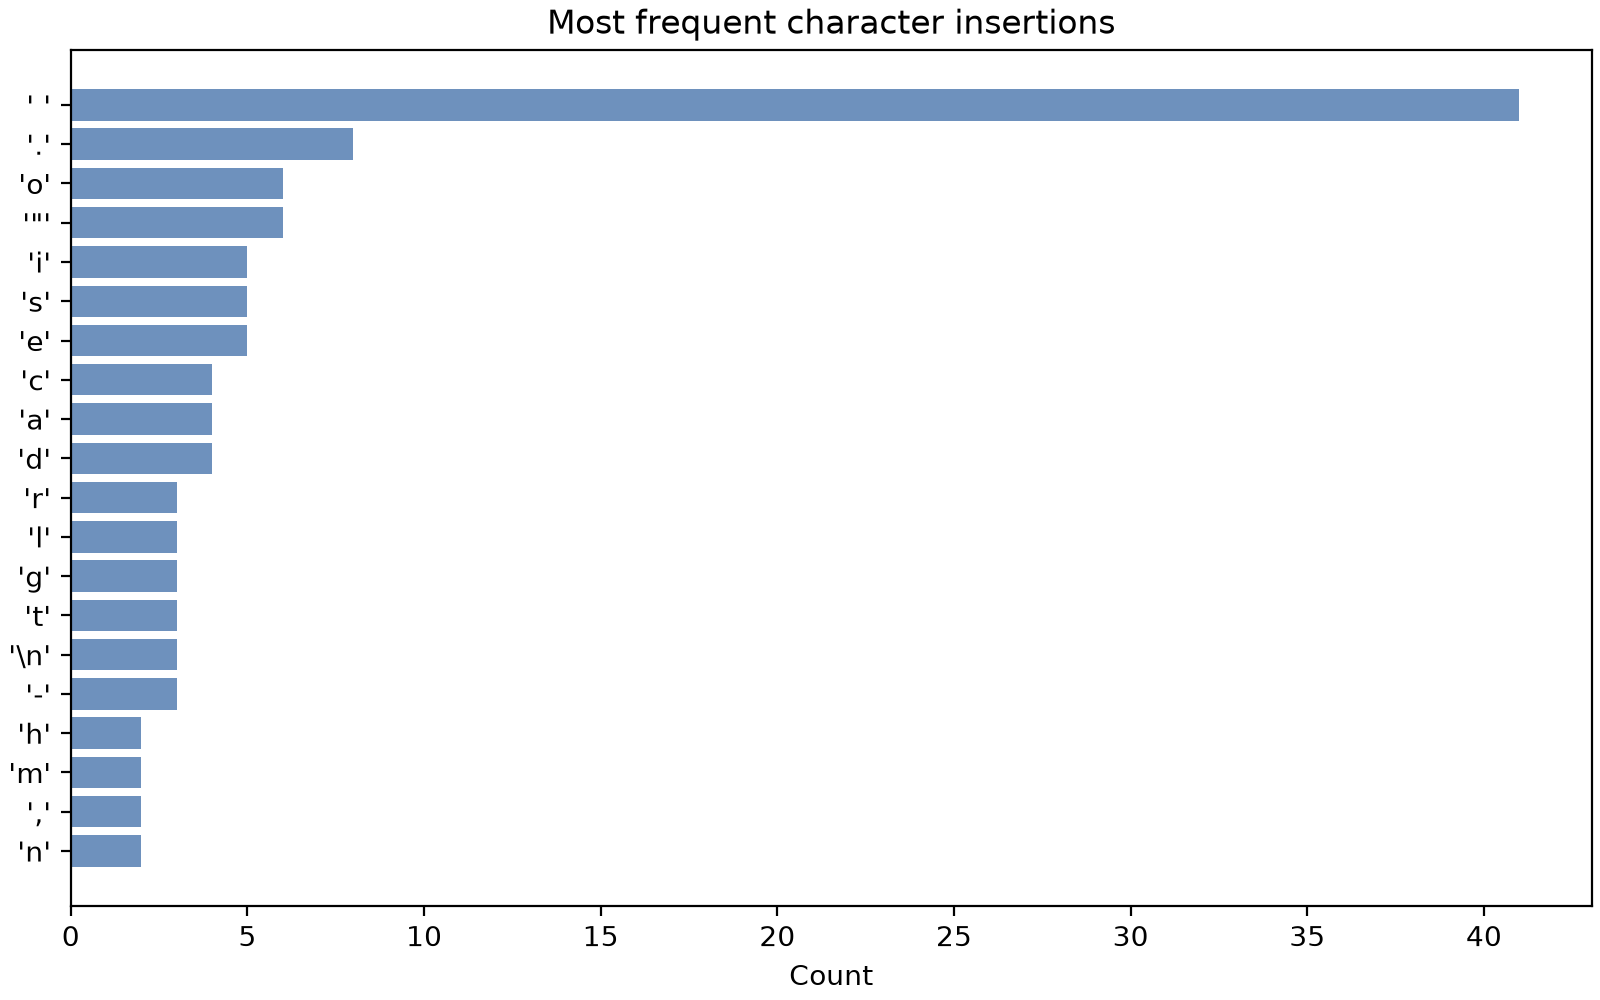 Most frequent character insertions
' '
'.'
'o'
'"'
'i'
's'
'e'
'c'
'a'
'd'
'r'
'l'
'g'
't'
'\n'
'-'
'h'
'm'
','
'n'
0 5 10 15 20 25 30 35 40
Count